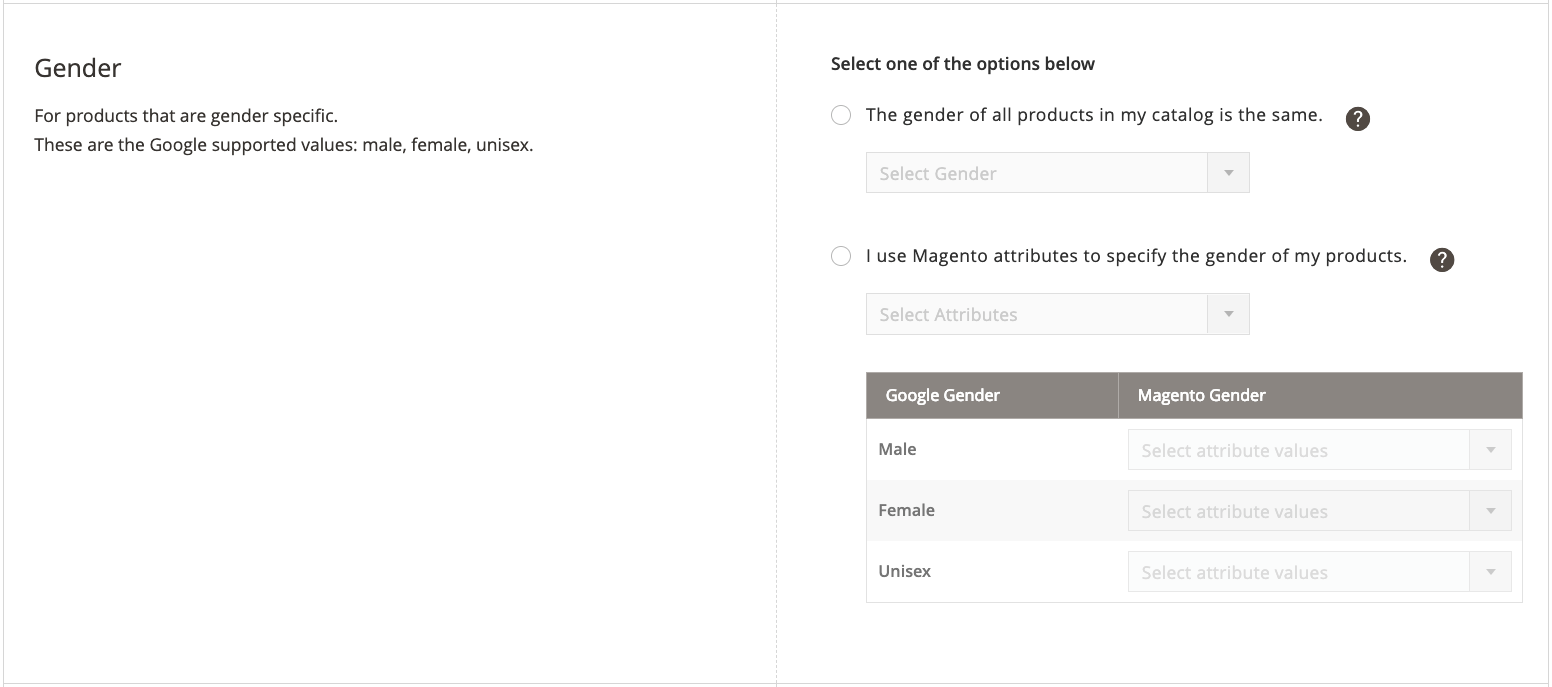 Gender
For products that are gender specific.
These are the Google supported values: male, female, unisex.
Select one of the options below
The gender of all products in my catalog is the same. ?
Select Gender
I use Magento attributes to specify the gender of my products. ?
Select Attributes
Google Gender Magento Gender
Male Select attribute values
Female Select attribute values
Unisex Select attribute values